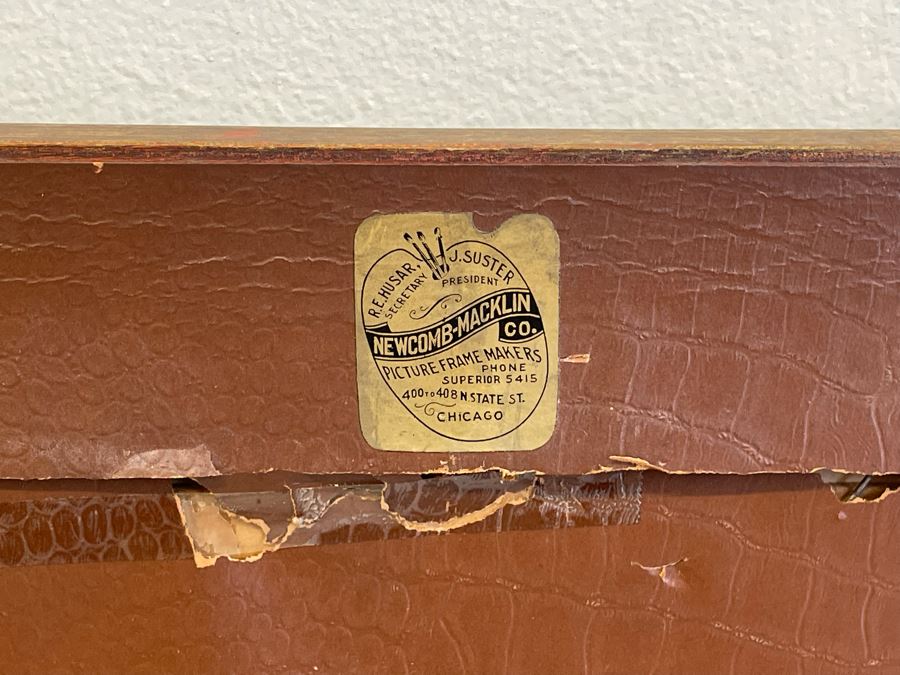 R.E. HUSAR,
SECRETARY
J. SUSTER
PRESIDENT
NEWCOMB-MACKLIN
CO.
PICTURE FRAME MAKERS
PHONE
SUPERIOR 5415
400 TO 408 N STATE ST.
CHICAGO